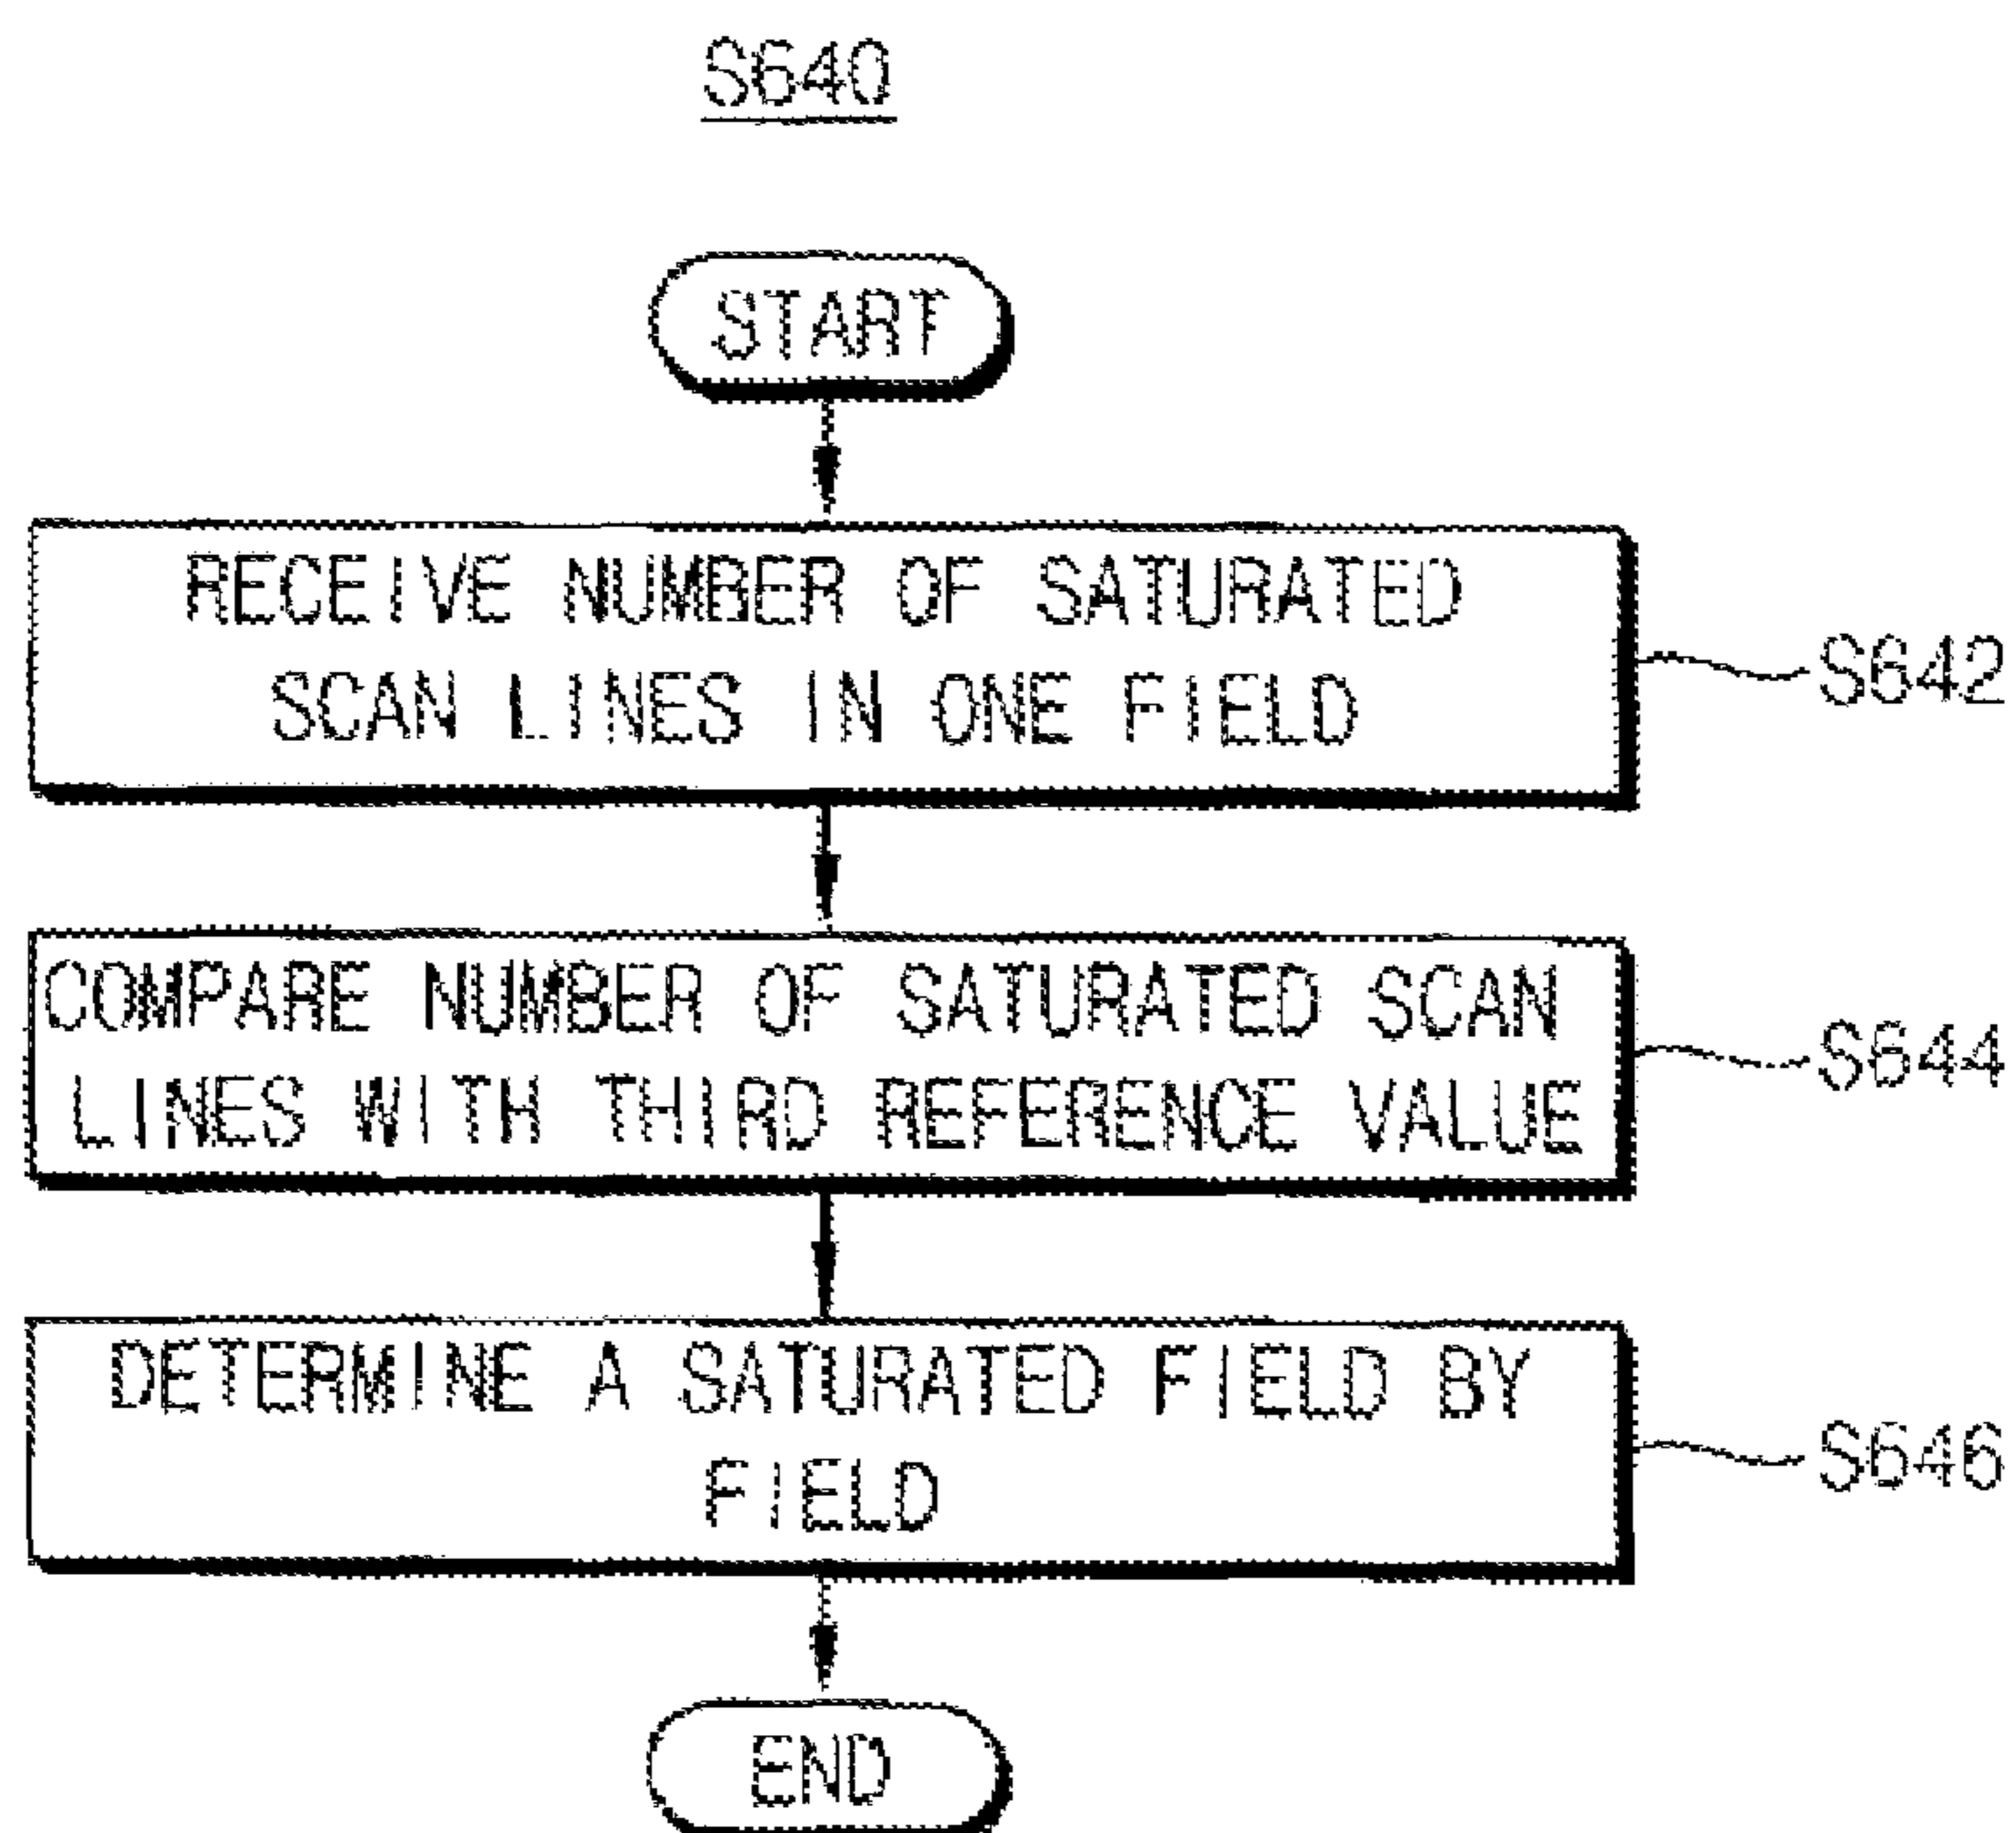 S640
START
RECEIVE NUMBER OF SATURATED
SCAN LINES IN ONE FIELD
S642
COMPARE NUMBER OF SATURATED SCAN
LINES WITH THIRD REFERENCE VALUE
S644
DETERMINE A SATURATED FIELD BY
FIELD
S646
END